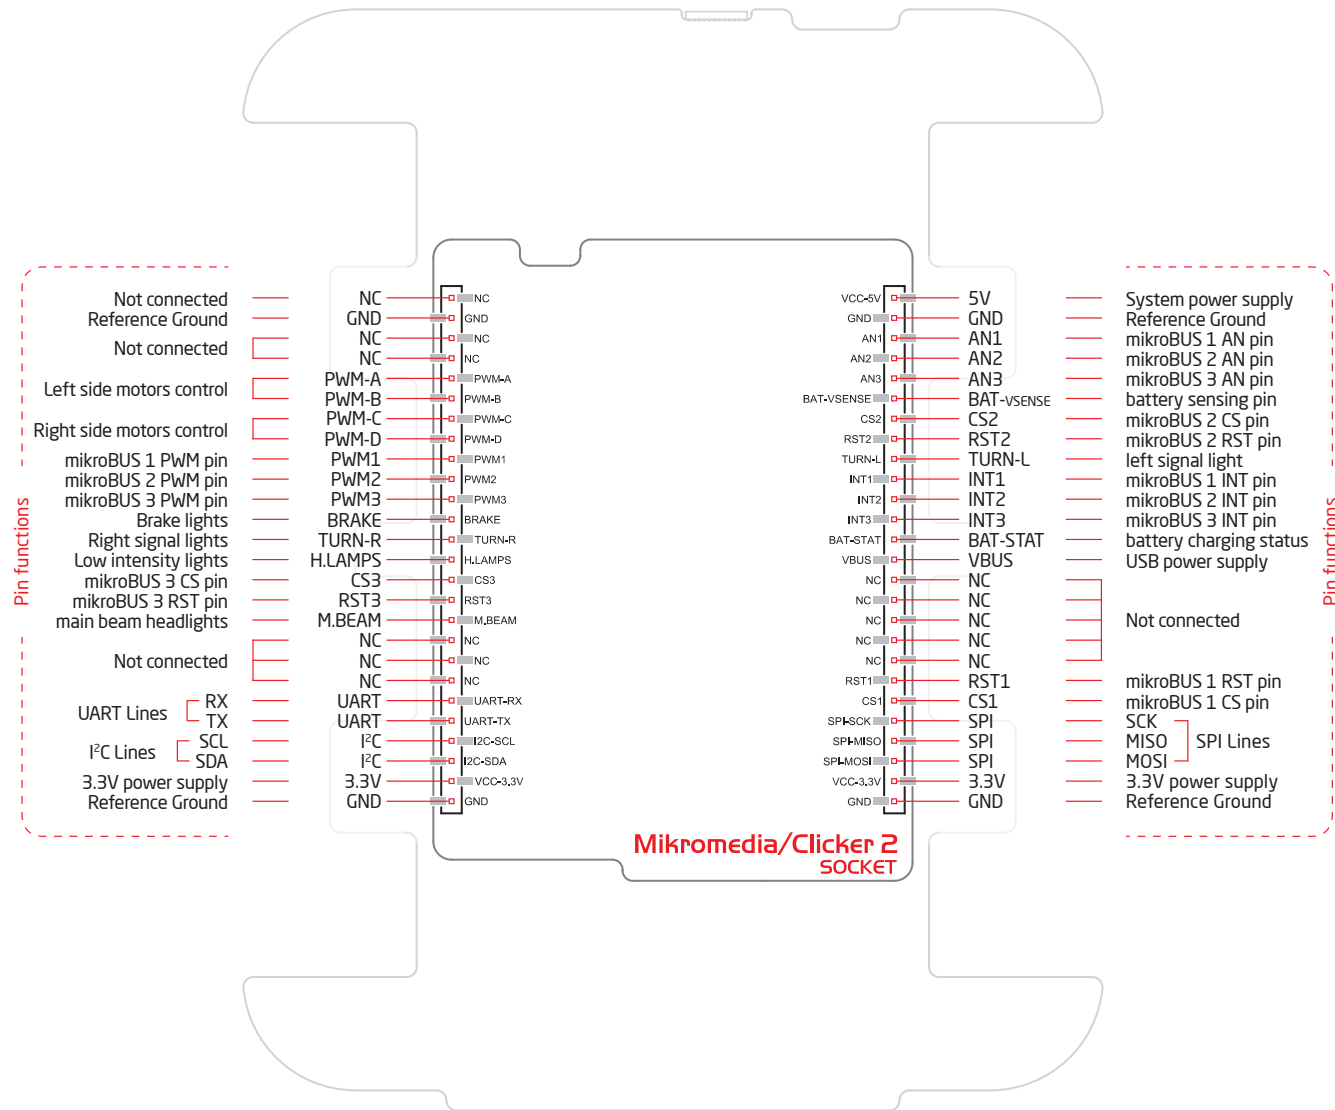 Not connected NC NC VCC-5V 5V System power supply
Reference Ground GND GND GND GND Reference Ground
NC NC AN1 AN1 mikroBUS 1 AN pin
Not connected
NC NC AN2 AN2 mikroBUS 2 AN pin
PWM-A PWM-A AN3 AN3 mikroBUS 3 AN pin
Left side motors control
PWM-B PWM-B BAT-VSENSE BAT-VSENSE battery sensing pin
PWM-C PWM-C CS2 CS2 mikroBUS 2 CS pin
Right side motors control
PWM-D PWM-D RST2 RST2 mikroBUS 2 RST pin
mikroBUS 1 PWM pin PWM1 PWM1 TURN-L TURN-L left signal light
mikroBUS 2 PWM pin PWM2 PWM2 INT1 INT1 mikroBUS 1 INT pin
mikroBUS 3 PWM pin PWM3 PWM3 INT2 INT2 mikroBUS 2 INT pin
Brake lights BRAKE BRAKE INT3 INT3 mikroBUS 3 INT pin
Right signal lights TURN-R TURN-R BAT-STAT BAT-STAT battery charging status
Low intensity lights H.LAMPS H.LAMPS VBUS VBUS USB power supply
mikroBUS 3 CS pin CS3 CS3 NC NC
mikroBUS 3 RST pin RST3 RST3 NC NC
main beam headlights M.BEAM M.BEAM NC NC Not connected
NC NC NC NC
Not connected NC NC NC NC
NC NC RST1 RST1 mikroBUS 1 RST pin
RX UART UART-RX CS1 CS1 mikroBUS 1 CS pin
UART Lines
TX UART UART-TX SPI-SCK SPI SCK
SCL I²C I2C-SCL SPI-MISO SPI MISO SPI Lines
I²C Lines
SDA I²C I2C-SDA SPI-MOSI SPI MOSI
3.3V power supply 3.3V VCC-3.3V VCC-3.3V 3.3V 3.3V power supply
Reference Ground GND GND GND GND Reference Ground
Pin functions
Pin functions
Mikromedia/Clicker 2
SOCKET